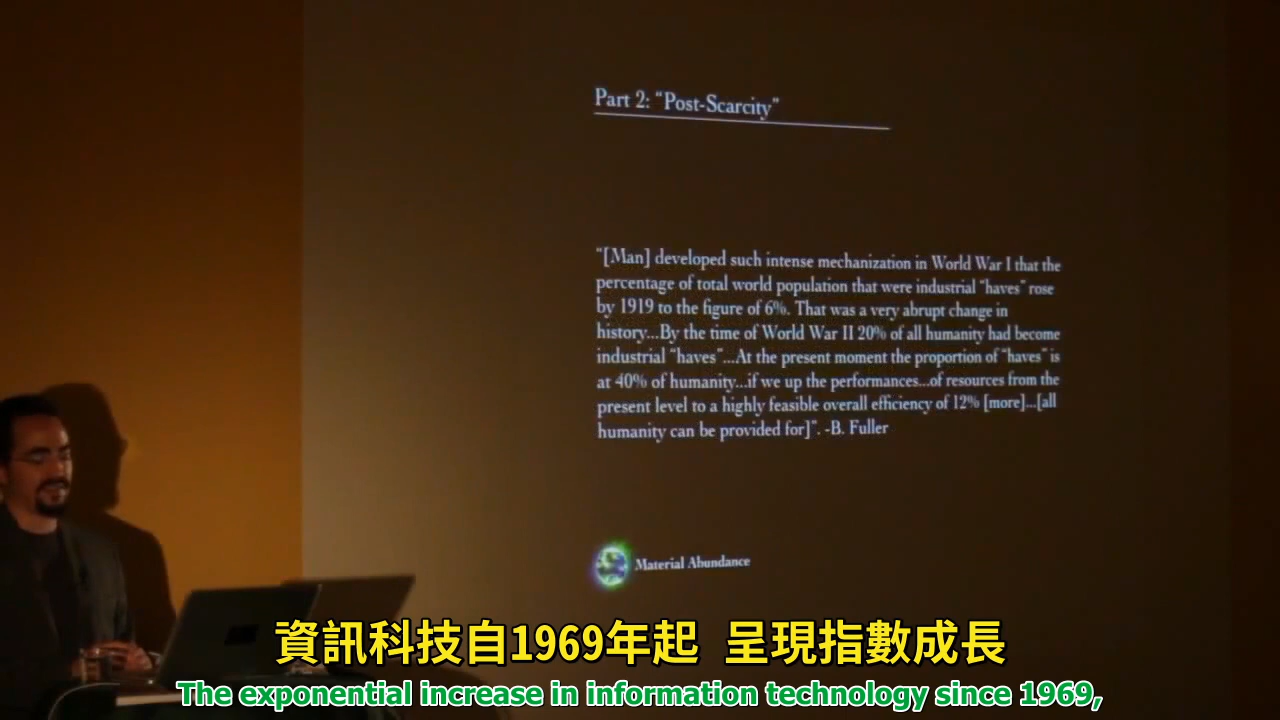 Part 2: “Post-Scarcity”
“[Man] developed such intense mechanization in World War I that the
percentage of total world population that were industrial “haves” rose
by 1919 to the figure of 6%. That was a very abrupt change in
history...By the time of World War II 20% of all humanity had become
industrial “haves”...At the present moment the proportion of “haves” is
at 40% of humanity...if we up the performances...of resources from the
present level to a highly feasible overall efficiency of 12% [more]...[all
humanity can be provided for]”. -B. Fuller
Material Abundance
資訊科技自1969年起 呈現指數成長
The exponential increase in information technology since 1969,